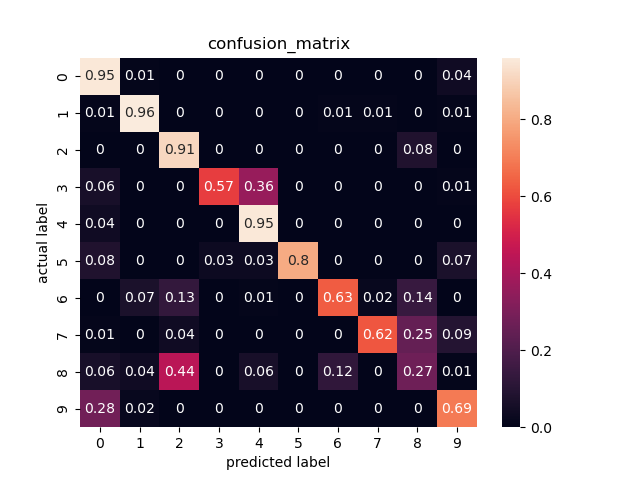 confusion_matrix
0 0.95 0.01 0 0 0 0 0 0 0 0.04
1 0.01 0.96 0 0 0 0 0.01 0.01 0 0.01
2 0 0 0.91 0 0 0 0 0 0.08 0
3 0.06 0 0 0.57 0.36 0 0 0 0 0.01
4 0.04 0 0 0 0.95 0 0 0 0 0
5 0.08 0 0 0.03 0.03 0.8 0 0 0 0.07
6 0 0.07 0.13 0 0.01 0 0.63 0.02 0.14 0
7 0.01 0 0.04 0 0 0 0 0.62 0.25 0.09
8 0.06 0.04 0.44 0 0.06 0 0.12 0 0.27 0.01
9 0.28 0.02 0 0 0 0 0 0 0 0.69
0 1 2 3 4 5 6 7 8 9
predicted label
actual label
0.8
0.6
0.4
0.2
0.0